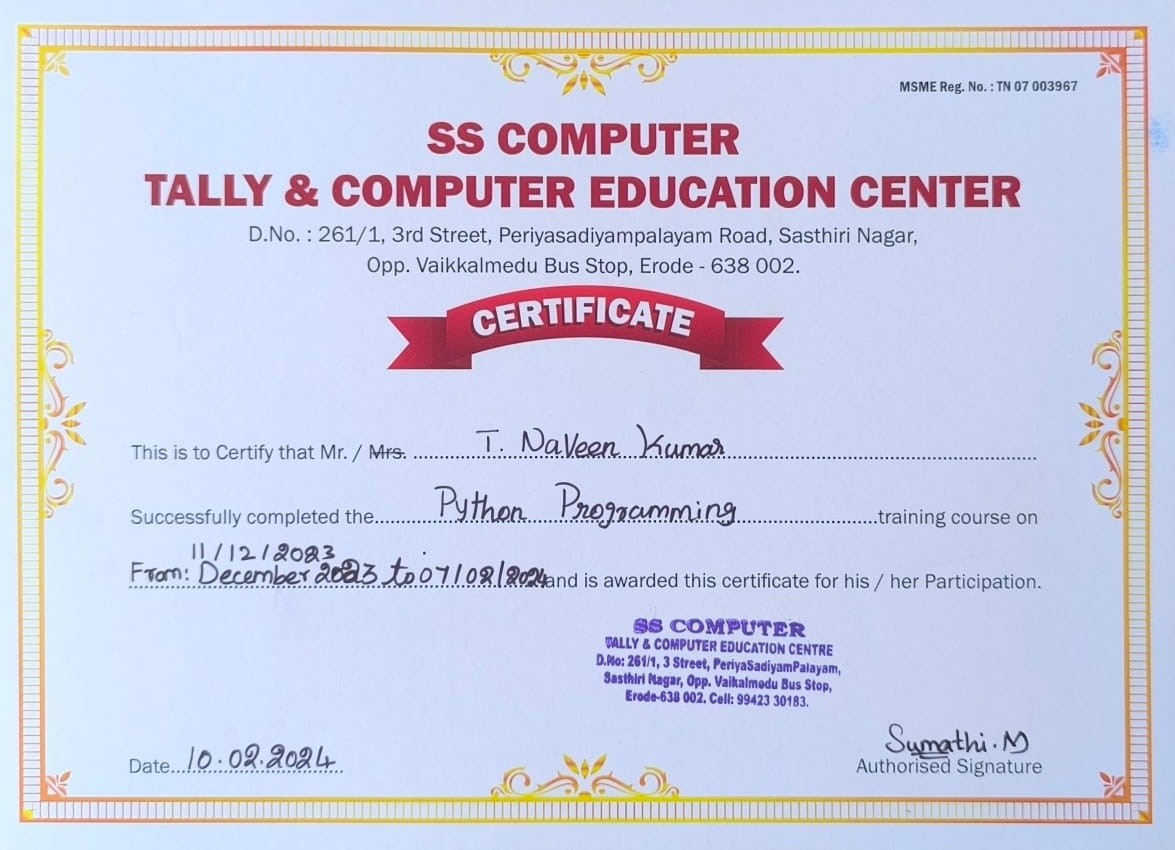 MSME Reg. No. : TN 07 003967
SS COMPUTER
TALLY & COMPUTER EDUCATION CENTER
D.No. : 261/1, 3rd Street, Periyasadiyampalayam Road, Sasthiri Nagar,
Opp. Vaikkalmedu Bus Stop, Erode - 638 002.
CERTIFICATE
This is to Certify that Mr. / Mrs. T. Naveen Kumar
Successfully completed the Python Programming training course on
11/12/2023
From: December 2023 to 07/02/2024 and is awarded this certificate for his / her Participation.
SS COMPUTER
TALLY & COMPUTER EDUCATION CENTRE
D.No: 261/1, 3 Street, PeriyaSadiyamPalayam,
Sasthiri Nagar, Opp. Vaikalmedu Bus Stop,
Erode-638 002. Cell: 99423 30183.
Sumathi.M
Date 10.02.2024
Authorised Signature